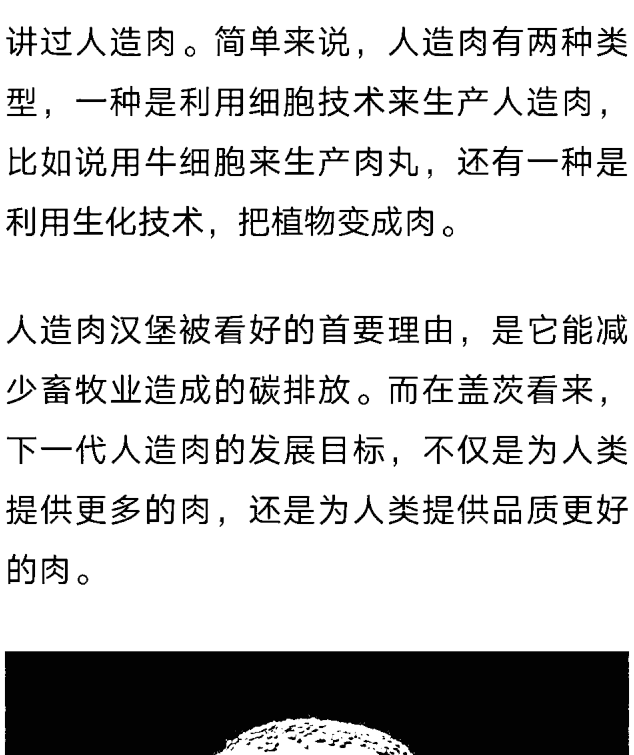 讲过人造肉。简单来说，人造肉有两种类
型，一种是利用细胞技术来生产人造肉，
比如说用牛细胞来生产肉丸，还有一种是
利用生化技术，把植物变成肉。
人造肉汉堡被看好的首要理由，是它能减
少畜牧业造成的碳排放。而在盖茨看来，
下一代人造肉的发展目标，不仅是为人类
提供更多的肉，还是为人类提供品质更好
的肉。